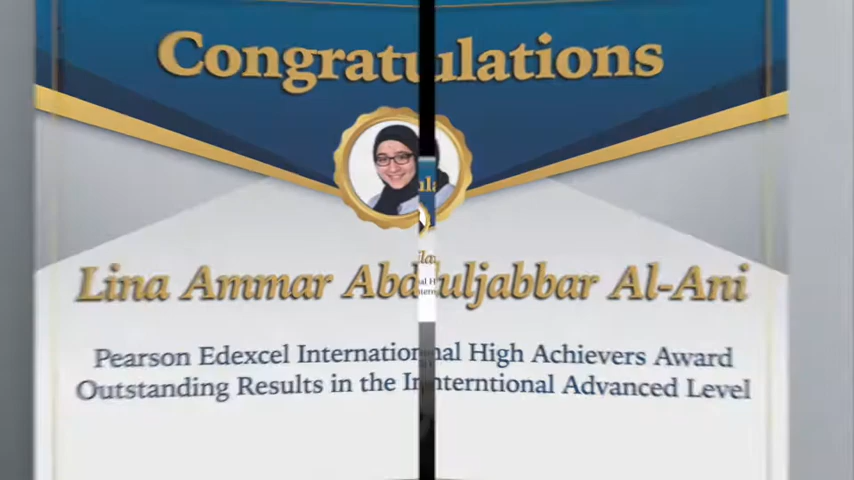 Congratulations
Lina Ammar Abduljabbar Al-Ani
Pearson Edexcel International High Achievers Award
Outstanding Results in the Interntional Advanced Level